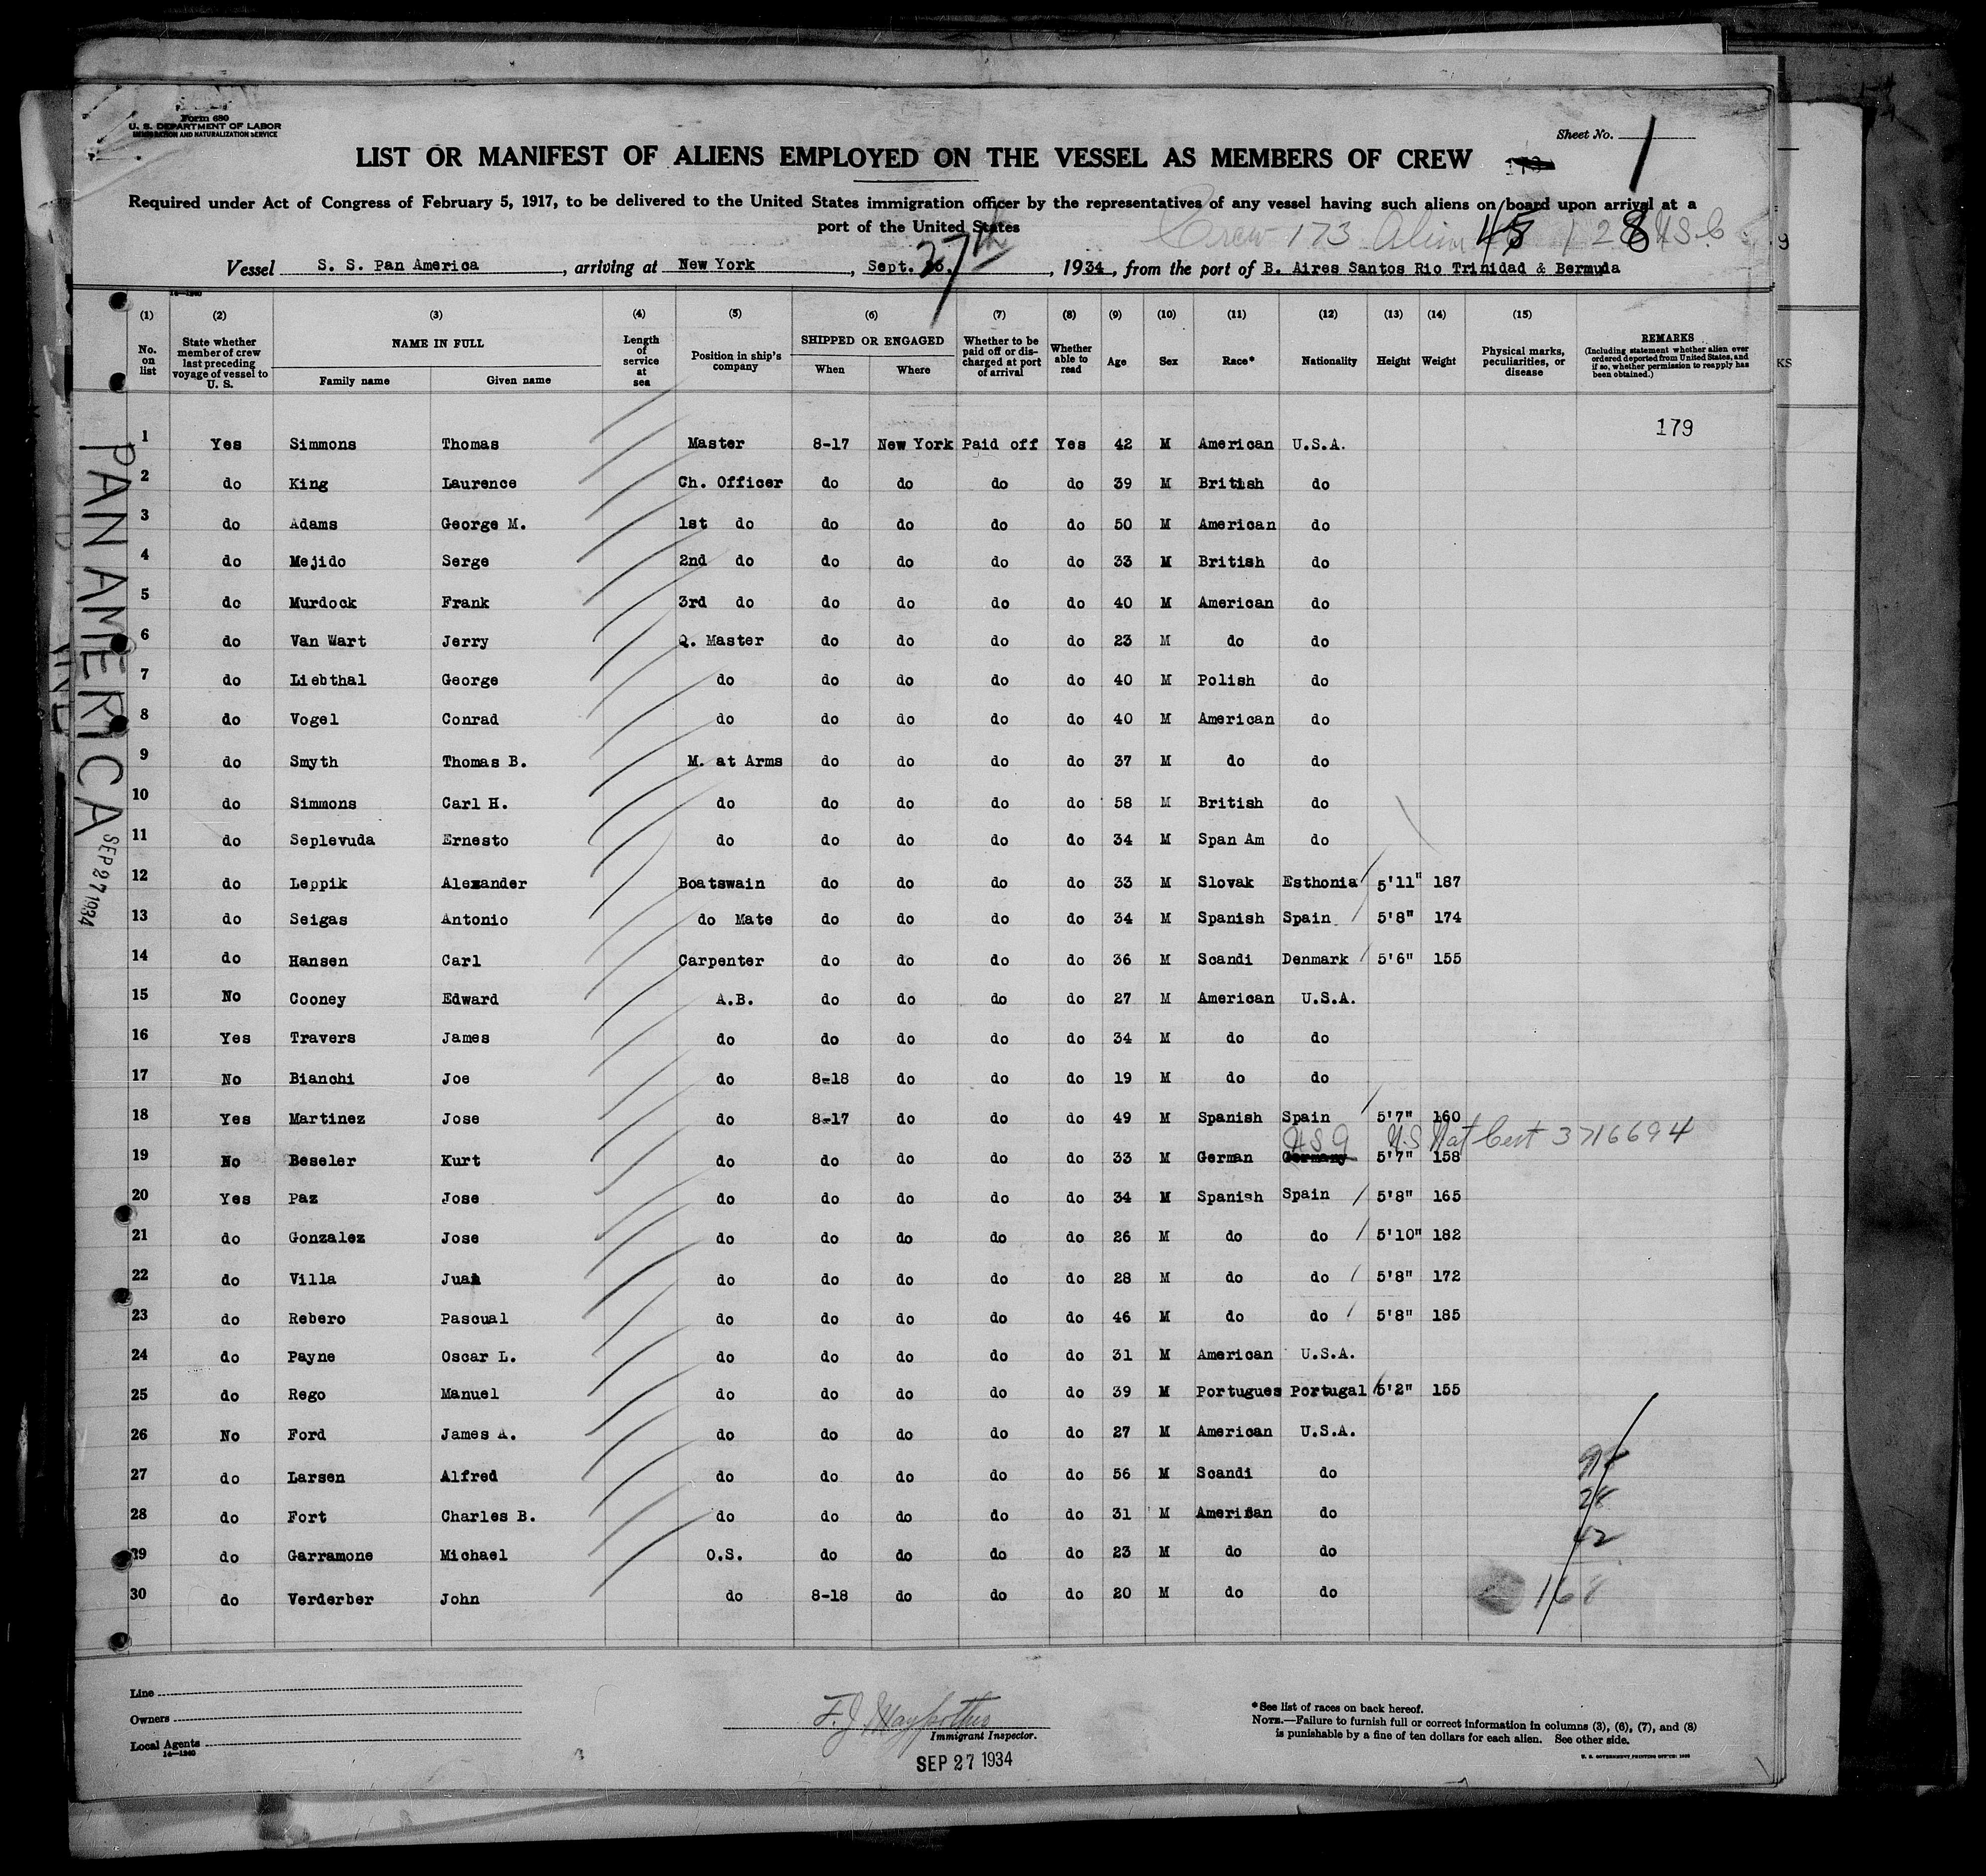 Form 680
U. S. DEPARTMENT OF LABOR
IMMIGRATION AND NATURALIZATION SERVICE
Sheet No. 1
LIST OR MANIFEST OF ALIENS EMPLOYED ON THE VESSEL AS MEMBERS OF CREW
Required under Act of Congress of February 5, 1917, to be delivered to the United States immigration officer by the representatives of any vessel having such aliens on board upon arrival at a
port of the United States
Crew 173 Alien 45 128 USC
Vessel S. S. Pan America, arriving at New York, Sept. 27th, 1934, from the port of B. Aires Santos Rio Trinidad & Bermuda
14—1240
(1) (2) (3) (4) (5) (6) (7) (8) (9) (10) (11) (12) (13) (14) (15)
No. on list State whether member of crew last preceding voyage of vessel to U. S. NAME IN FULL Family name Given name Length of service at sea Position in ship's company SHIPPED OR ENGAGED When Where Whether to be paid off or discharged at port of arrival Whether able to read Age Sex Race* Nationality Height Weight Physical marks, peculiarities, or disease REMARKS (Including statement whether alien ever ordered deported from United States, and if so, whether permission to reapply has been obtained.)
179
1 Yes Simmons Thomas Master 8-17 New York Paid off Yes 42 M American U.S.A.
2 do King Laurence Ch. Officer do do do do 39 M British do
3 do Adams George M. 1st do do do do do 50 M American do
4 do Mejido Serge 2nd do do do do do 33 M British do
5 do Murdock Frank 3rd do do do do do 40 M American do
6 do Van Wart Jerry Q. Master do do do do 23 M do do
7 do Liebthal George do do do do do 40 M Polish do
8 do Vogel Conrad do do do do do 40 M American do
9 do Smyth Thomas B. M. at Arms do do do do 37 M do do
10 do Simmons Carl H. do do do do do 58 M British do
11 do Seplevuda Ernesto do do do do do 34 M Span Am do
12 do Leppik Alexander Boatswain do do do do 33 M Slovak Esthonia 5'11" 187
13 do Seigas Antonio do Mate do do do do 34 M Spanish Spain 5'8" 174
14 do Hansen Carl Carpenter do do do do 36 M Scandi Denmark 5'6" 155
15 No Cooney Edward A.B. do do do do 27 M American U.S.A.
16 Yes Travers James do do do do do 34 M do do
17 No Bianchi Joe do 8-18 do do do 19 M do do
18 Yes Martinez Jose do 8-17 do do do 49 M Spanish Spain 5'7" 160
USA U.S Nat Cert 3716694
19 No Beseler Kurt do do do do do 33 M German Germany 5'7" 158
20 Yes Paz Jose do do do do do 34 M Spanish Spain 5'8" 165
21 do Gonzalez Jose do do do do do 26 M do do 5'10" 182
22 do Villa Juan do do do do do 28 M do do 5'8" 172
23 do Rebero Pascual do do do do do 46 M do do 5'8" 185
24 do Payne Oscar L. do do do do do 31 M American U.S.A.
25 do Rego Manuel do do do do do 39 M Portugues Portugal 5'2" 155
26 No Ford James A. do do do do do 27 M American U.S.A.
27 do Larsen Alfred do do do do do 56 M Scandi do
28 do Fort Charles B. do do do do do 31 M American do
29 do Garramone Michael O.S. do do do do 23 M do do
42
30 do Verderber John do 8-18 do do do 20 M do do
PAN AMERICA SEP 27 1934
Line
Owners
Local Agents
14—1240
Immigrant Inspector.
SEP 27 1934
*See list of races on back hereof.
NOTE.—Failure to furnish full or correct information in columns (3), (6), (7), and (8)
is punishable by a fine of ten dollars for each alien. See other side.